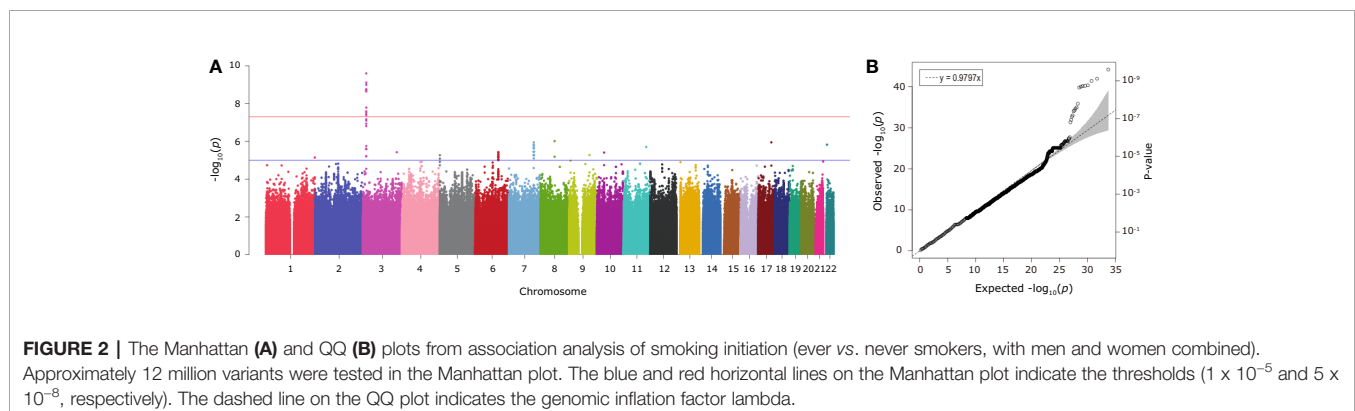 A
10
8
6
4
2
0
-log10(p)
1 2 3 4 5 6 7 8 9 10 11 12 13 14 15 16 17 18 19 20 21 22
Chromosome
B
y = 0.9797x
40
30
20
10
0
Observed -log10(p)
10⁻⁹
10⁻⁷
10⁻⁵
10⁻³
10⁻¹
P-value
0 5 10 15 20 25 30 35
Expected -log10(p)
FIGURE 2 | The Manhattan (A) and QQ (B) plots from association analysis of smoking initiation (ever vs. never smokers, with men and women combined).
Approximately 12 million variants were tested in the Manhattan plot. The blue and red horizontal lines on the Manhattan plot indicate the thresholds (1 x 10⁻⁵ and 5 x
10⁻⁸, respectively). The dashed line on the QQ plot indicates the genomic inflation factor lambda.